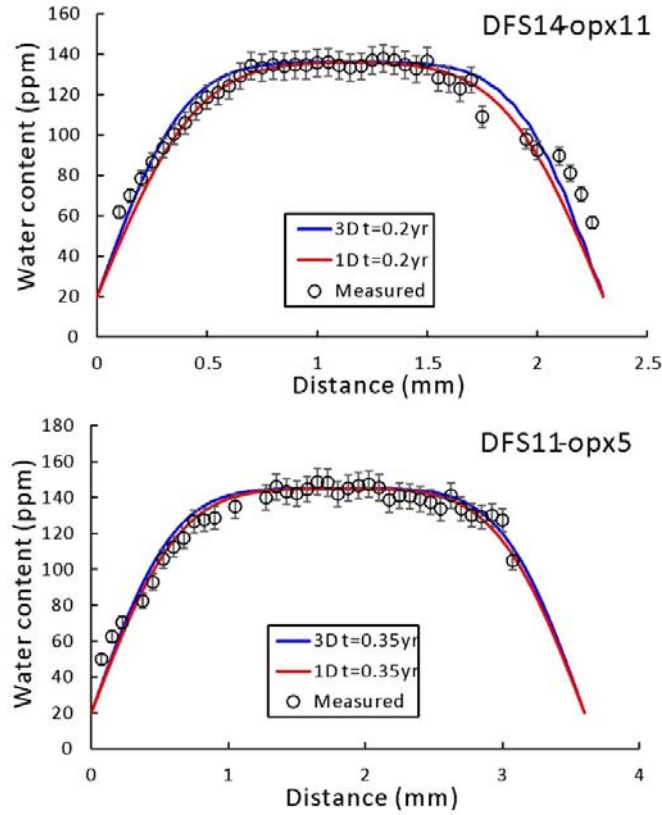 DFS14-opx11
Water content (ppm)
160
140
120
100
80
60
40
20
0
3D t=0.2yr
1D t=0.2yr
Measured
0
0.5
1
1.5
2
2.5
Distance (mm)
DFS11-opx5
Water content (ppm)
180
160
140
120
100
80
60
40
20
0
3D t=0.35yr
1D t=0.35yr
Measured
0
1
2
3
4
Distance (mm)